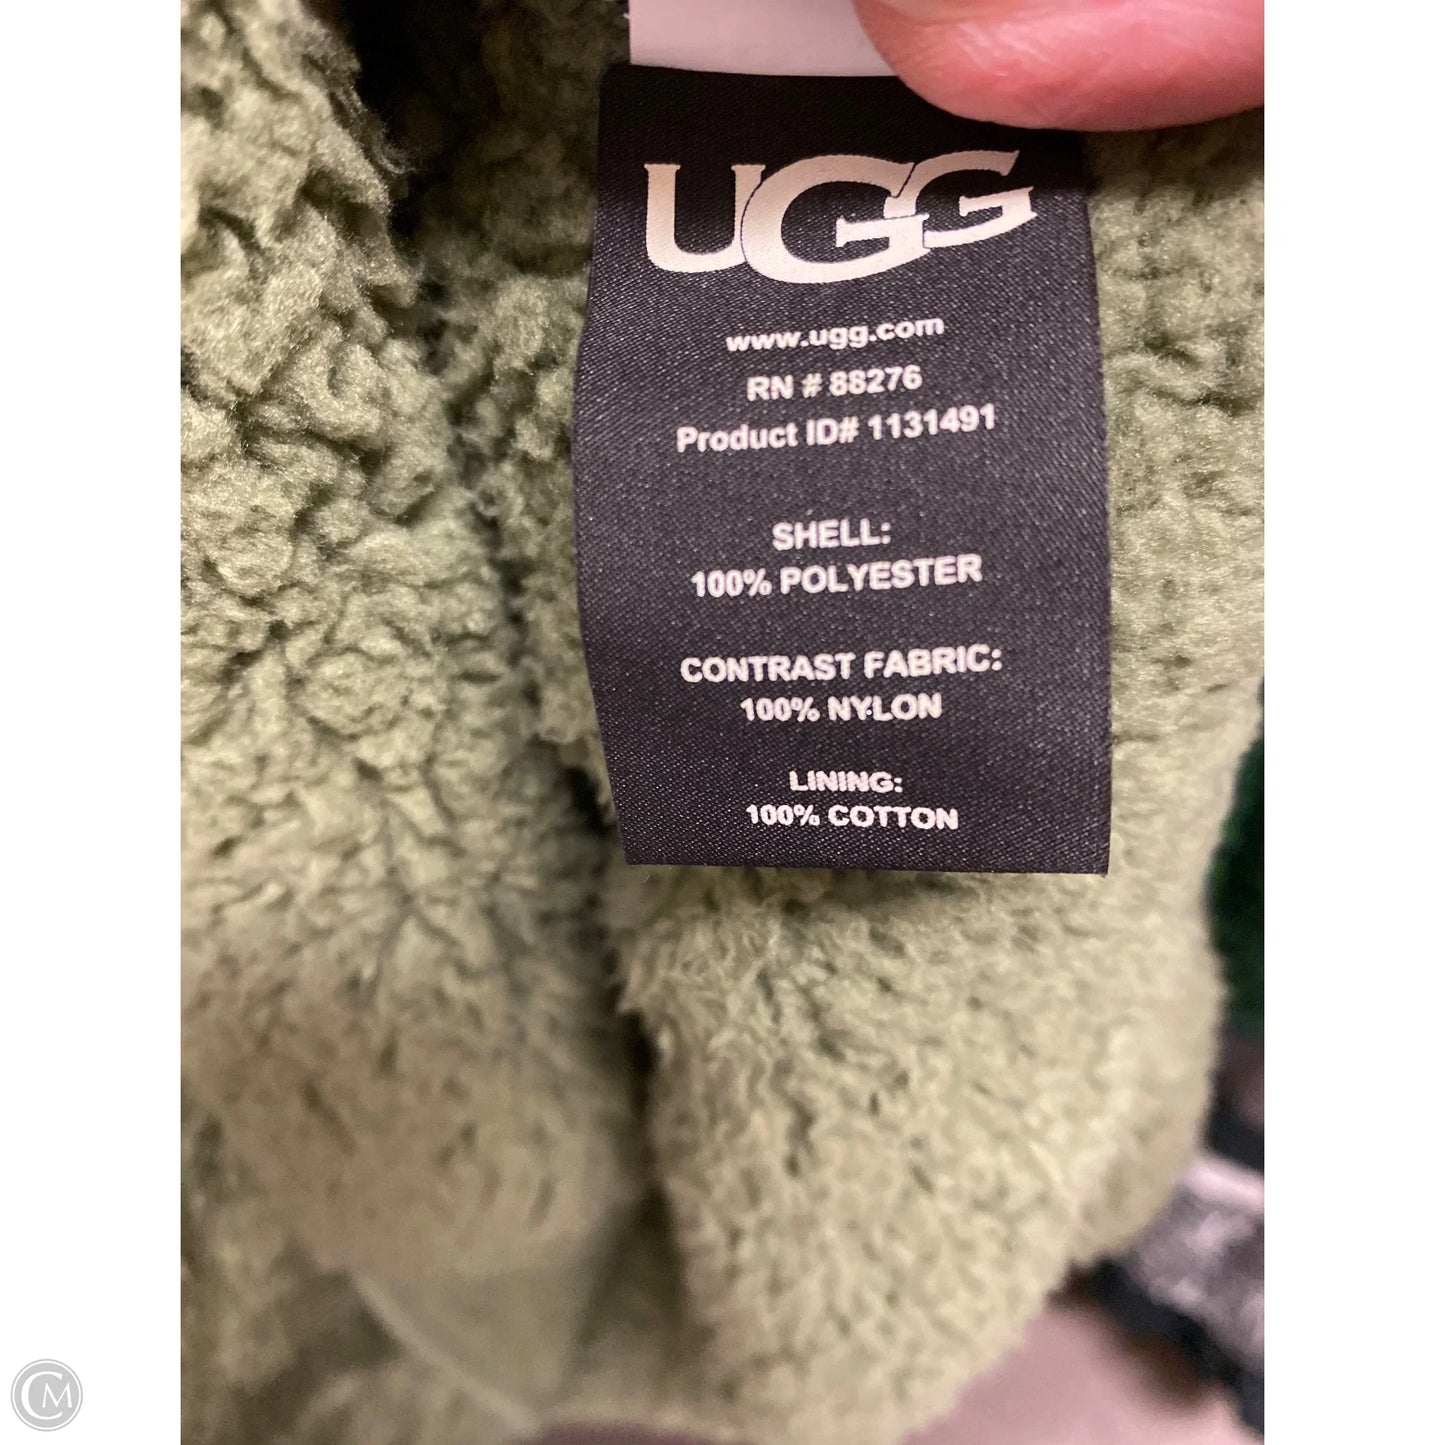 UGG
www.ugg.com
RN # 88276
Product ID# 1131491
SHELL:
100% POLYESTER
CONTRAST FABRIC:
100% NYLON
LINING:
100% COTTON
CM